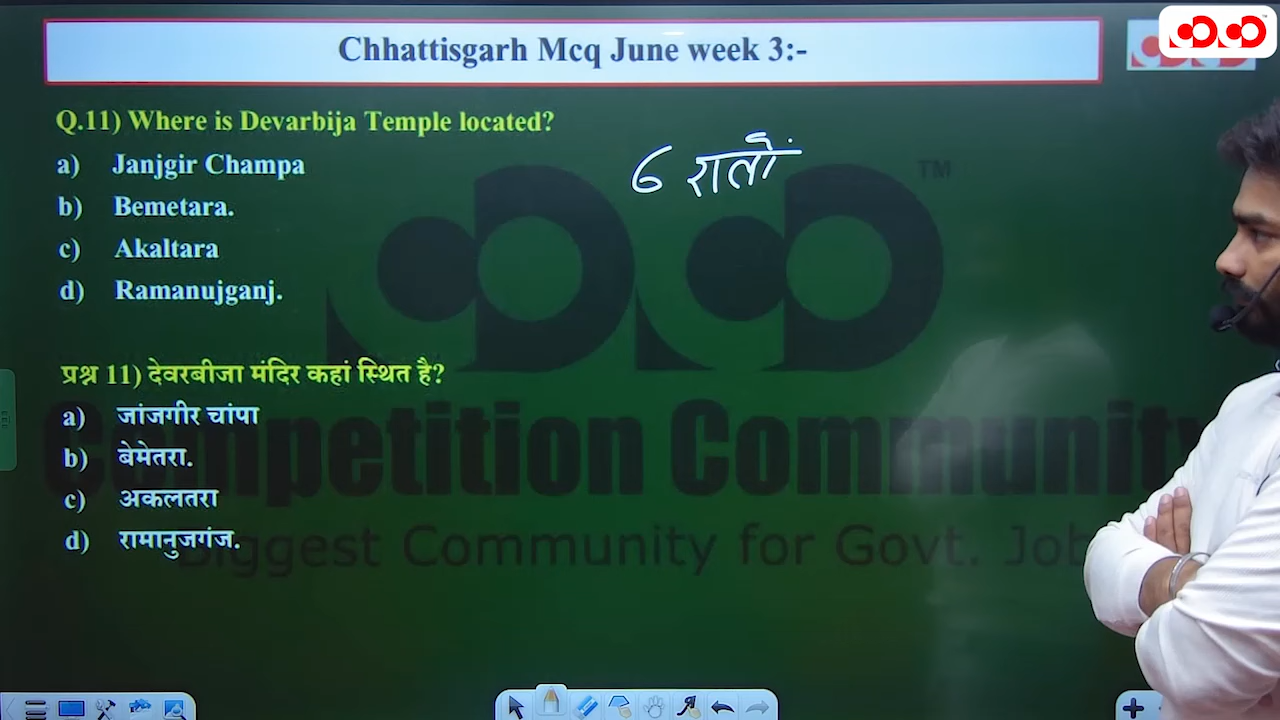 Chhattisgarh Mcq June week 3:-
Q.11) Where is Devarbija Temple located?
a) Janjgir Champa
b) Bemetara.
c) Akaltara
d) Ramanujganj.
6 रातों
TM
प्रश्न 11) देवरबीजा मंदिर कहां स्थित है?
a) जांजगीर चांपा
b) बेमेतरा.
c) अकलतरा
d) रामानुजगंज.
Competition Community
Biggest Community for Govt. Job